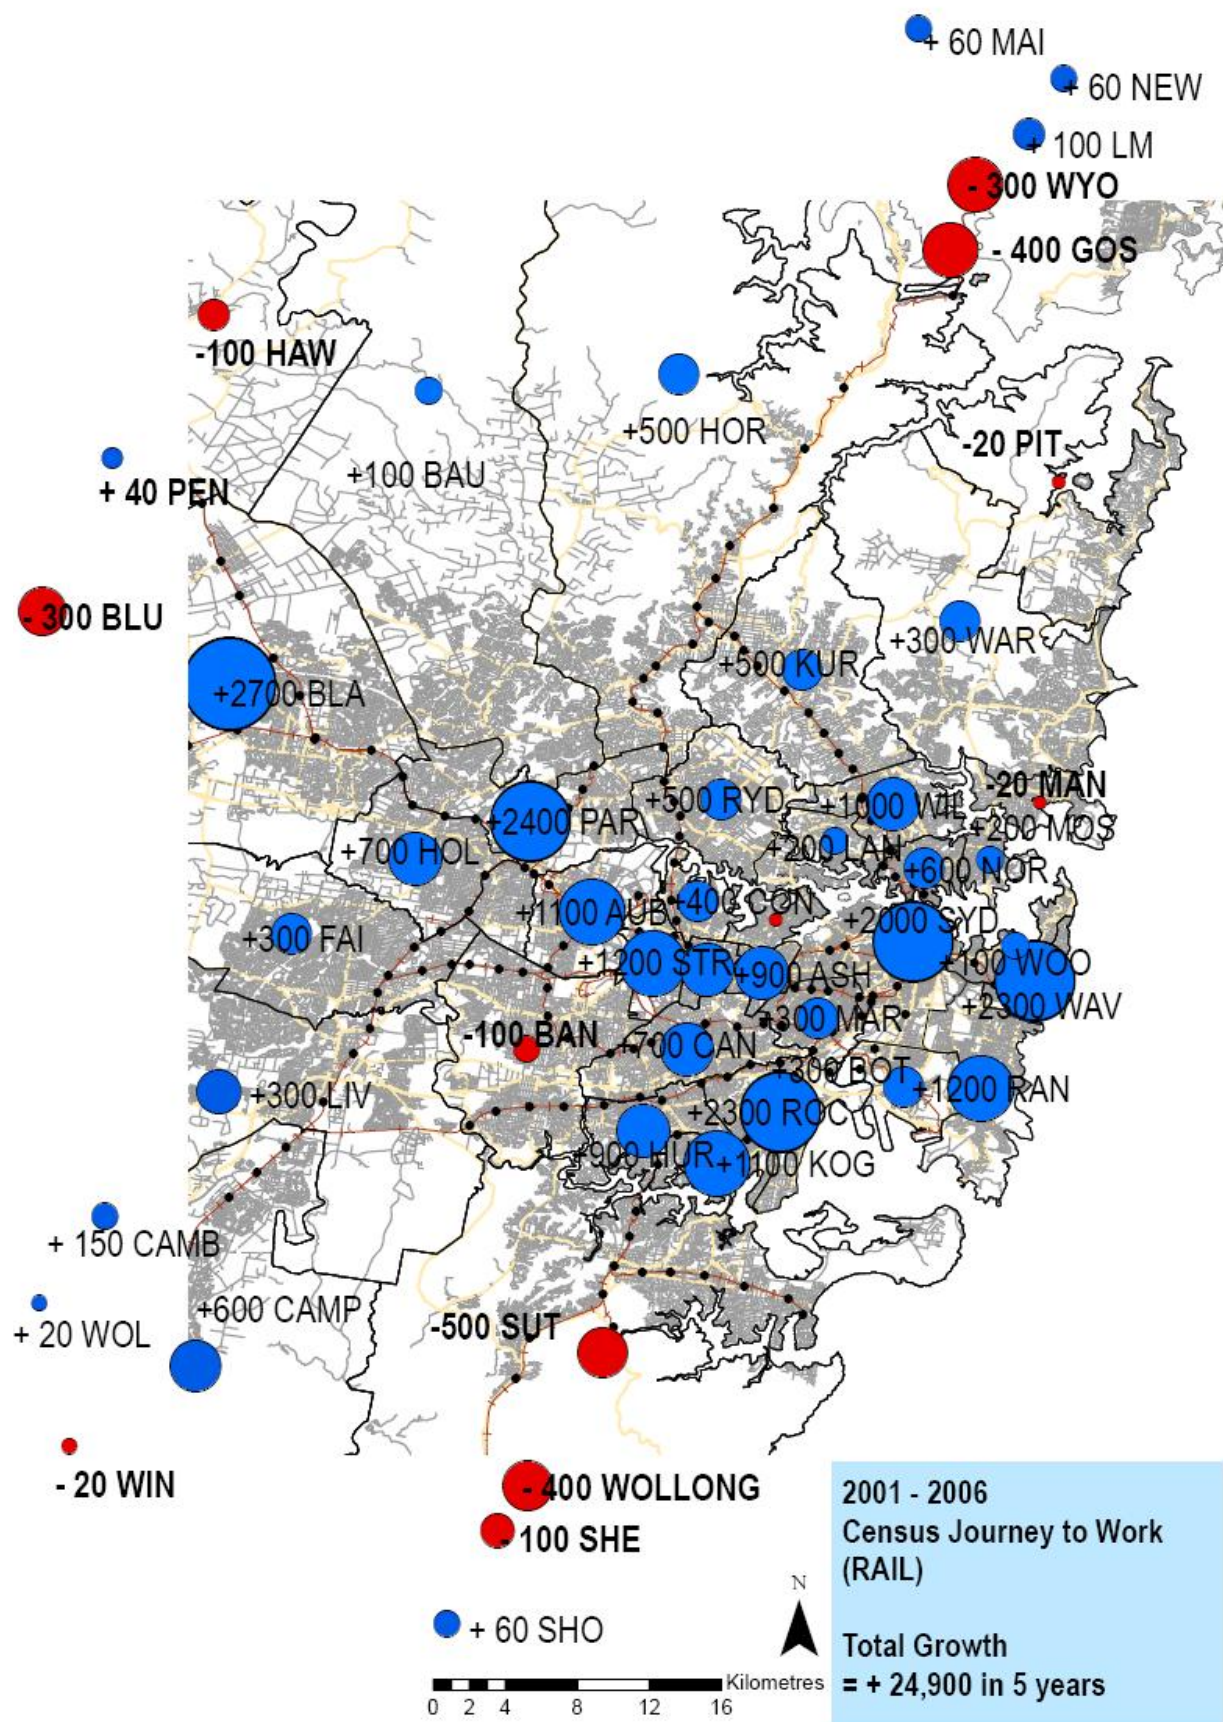 + 60 MAI
+ 60 NEW
+ 100 LM
- 300 WYO
- 400 GOS
-100 HAW
+500 HOR
-20 PIT
+100 BAU
+ 40 PEN
- 300 BLU
+300 WAR
+500 KUR
+2700 BLA
-20 MAN
+500 RYD
+1000 WIL
+2400 PAR
+200 MOS
+700 HOL
+200 LAN
+600 NOR
+400 CON
+1100 AUB
+2000 SYD
+300 FAI
+1200 STR
+900 ASH
+100 WOO
+2300 WAV
+300 MAR
-100 BAN
+700 CAN
+300 BOT
+300 LIV
+1200 RAN
+2300 ROC
+900 HUR
+1100 KOG
+ 150 CAMB
+600 CAMP
+ 20 WOL
-500 SUT
- 20 WIN
- 400 WOLLONG
- 100 SHE
+ 60 SHO
N
Kilometres
0 2 4 8 12 16
2001 - 2006
Census Journey to Work
(RAIL)
Total Growth
= + 24,900 in 5 years